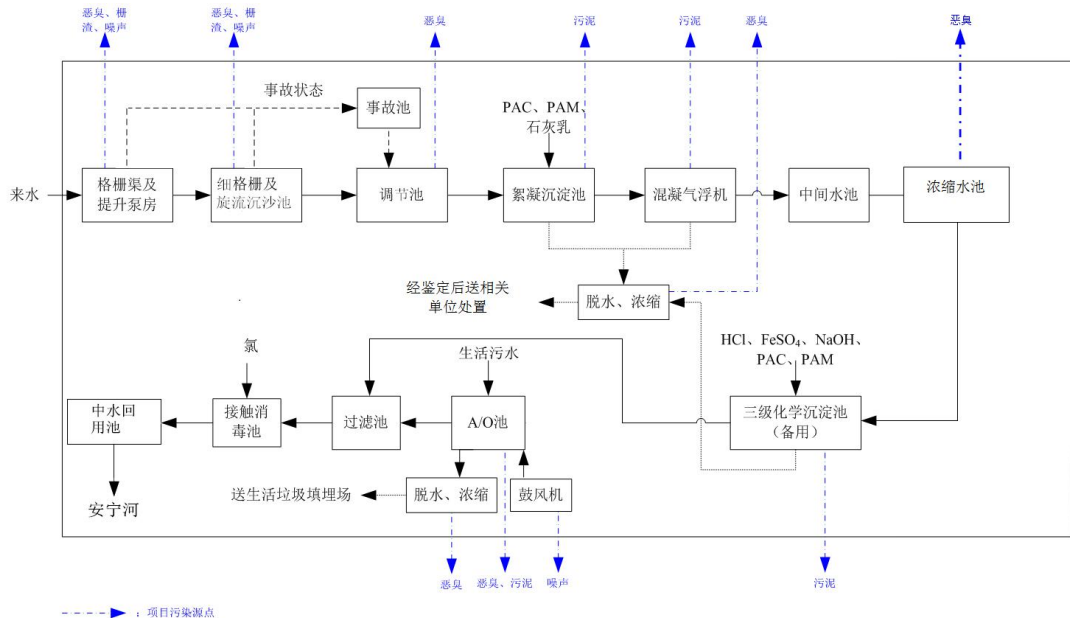 恶臭、栅
渣、噪声
恶臭、栅
渣、噪声
恶臭
污泥
污泥
恶臭
恶臭
事故状态
事故池
PAC、PAM、
石灰乳
来水
格栅渠及
提升泵房
细格栅及
旋流沉沙池
调节池
絮凝沉淀池
混凝气浮机
中间水池
浓缩水池
经鉴定后送相关
单位处置
脱水、浓缩
HCl、FeSO₄、NaOH、
PAC、PAM
氯
生活污水
中水回
用池
接触消
毒池
过滤池
A/O池
三级化学沉淀池
（备用）
送生活垃圾填埋场
脱水、浓缩
鼓风机
安宁河
恶臭
恶臭、污泥
噪声
污泥
：项目污染源点